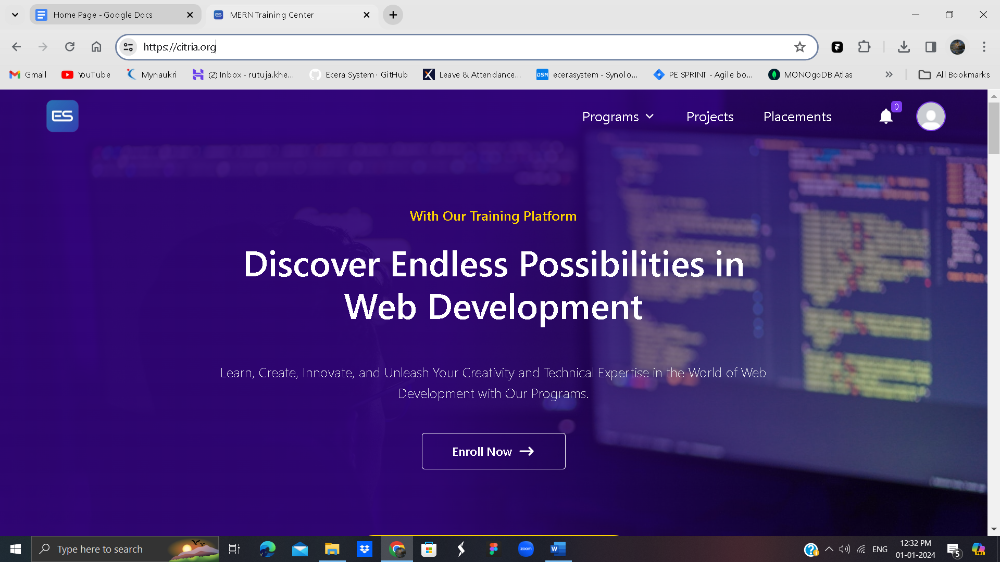 Home Page - Google Docs
ES MERN Training Center
https://citria.org
Gmail
YouTube
Mynaukri
(2) Inbox - rutuja.khe...
Ecera System · GitHub
X Leave & Attendance...
DSM ecerasystem - Synolo...
PE SPRINT - Agile bo...
MONOgoDB Atlas
All Bookmarks
ES
Programs
Projects
Placements
0
With Our Training Platform
Discover Endless Possibilities in
Web Development
Learn, Create, Innovate, and Unleash Your Creativity and Technical Expertise in the World of Web
Development with Our Programs.
Enroll Now
Type here to search
zoom
W
ENG
12:32 PM
01-01-2024
5
PRE